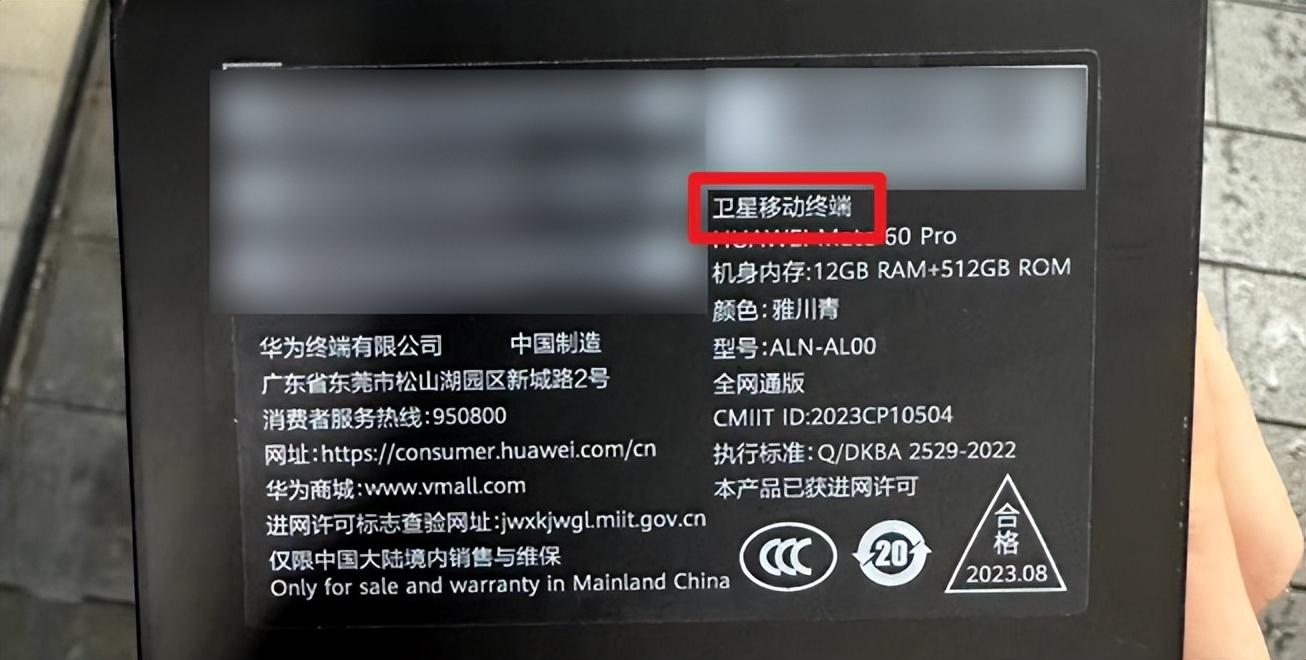 卫星移动终端
HUAWEI Mate 60 Pro
机身内存:12GB RAM+512GB ROM
颜色:雅川青
型号:ALN-AL00
全网通版
CMIIT ID:2023CP10504
执行标准:Q/DKBA 2529-2022
本产品已获进网许可
CCC
20
合格
2023.08
华为终端有限公司 中国制造
广东省东莞市松山湖园区新城路2号
消费者服务热线:950800
网址:https://consumer.huawei.com/cn
华为商城:www.vmall.com
进网许可标志查验网址:jwxkjwgl.miit.gov.cn
仅限中国大陆境内销售与维保
Only for sale and warranty in Mainland China